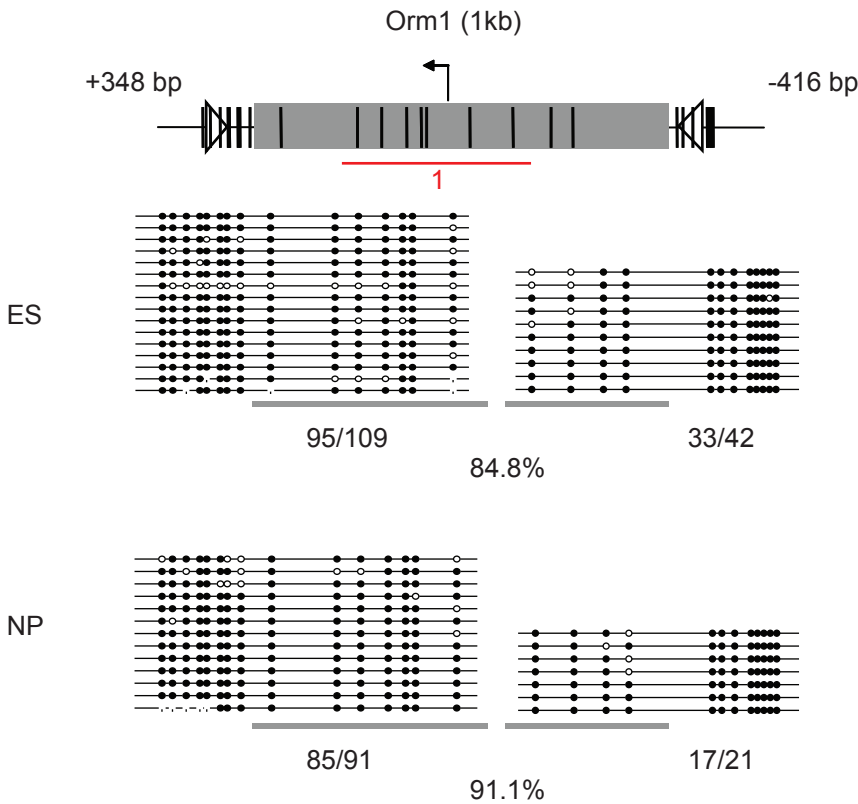 Orm1 (1kb)
+348 bp
-416 bp
1
ES
95/109
33/42
84.8%
NP
85/91
17/21
91.1%